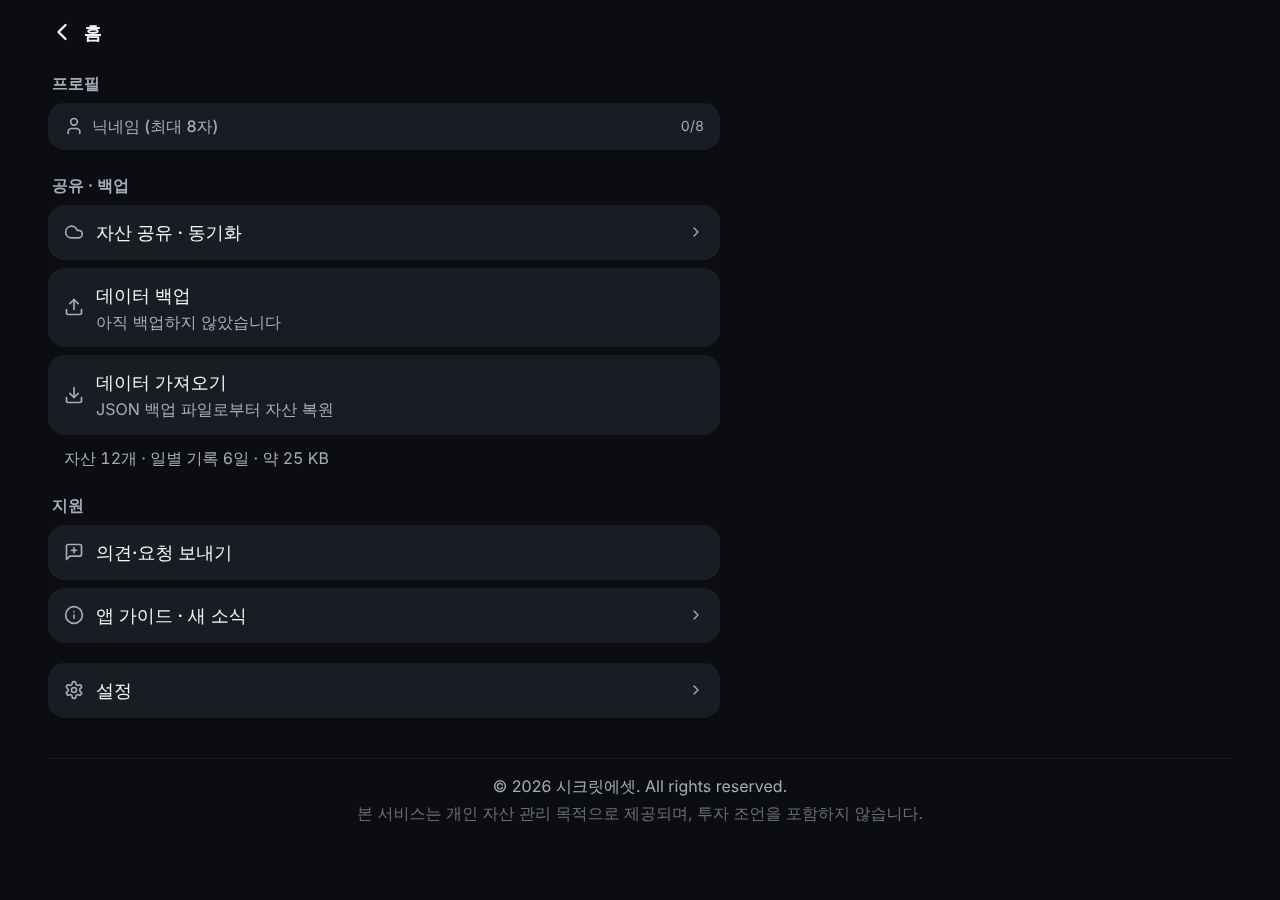 홈
프로필
닉네임 (최대 8자) 0/8
공유 · 백업
자산 공유 · 동기화
데이터 백업
아직 백업하지 않았습니다
데이터 가져오기
JSON 백업 파일로부터 자산 복원
자산 12개 · 일별 기록 6일 · 약 25 KB
지원
의견·요청 보내기
앱 가이드 · 새 소식
설정
© 2026 시크릿에셋. All rights reserved.
본 서비스는 개인 자산 관리 목적으로 제공되며, 투자 조언을 포함하지 않습니다.